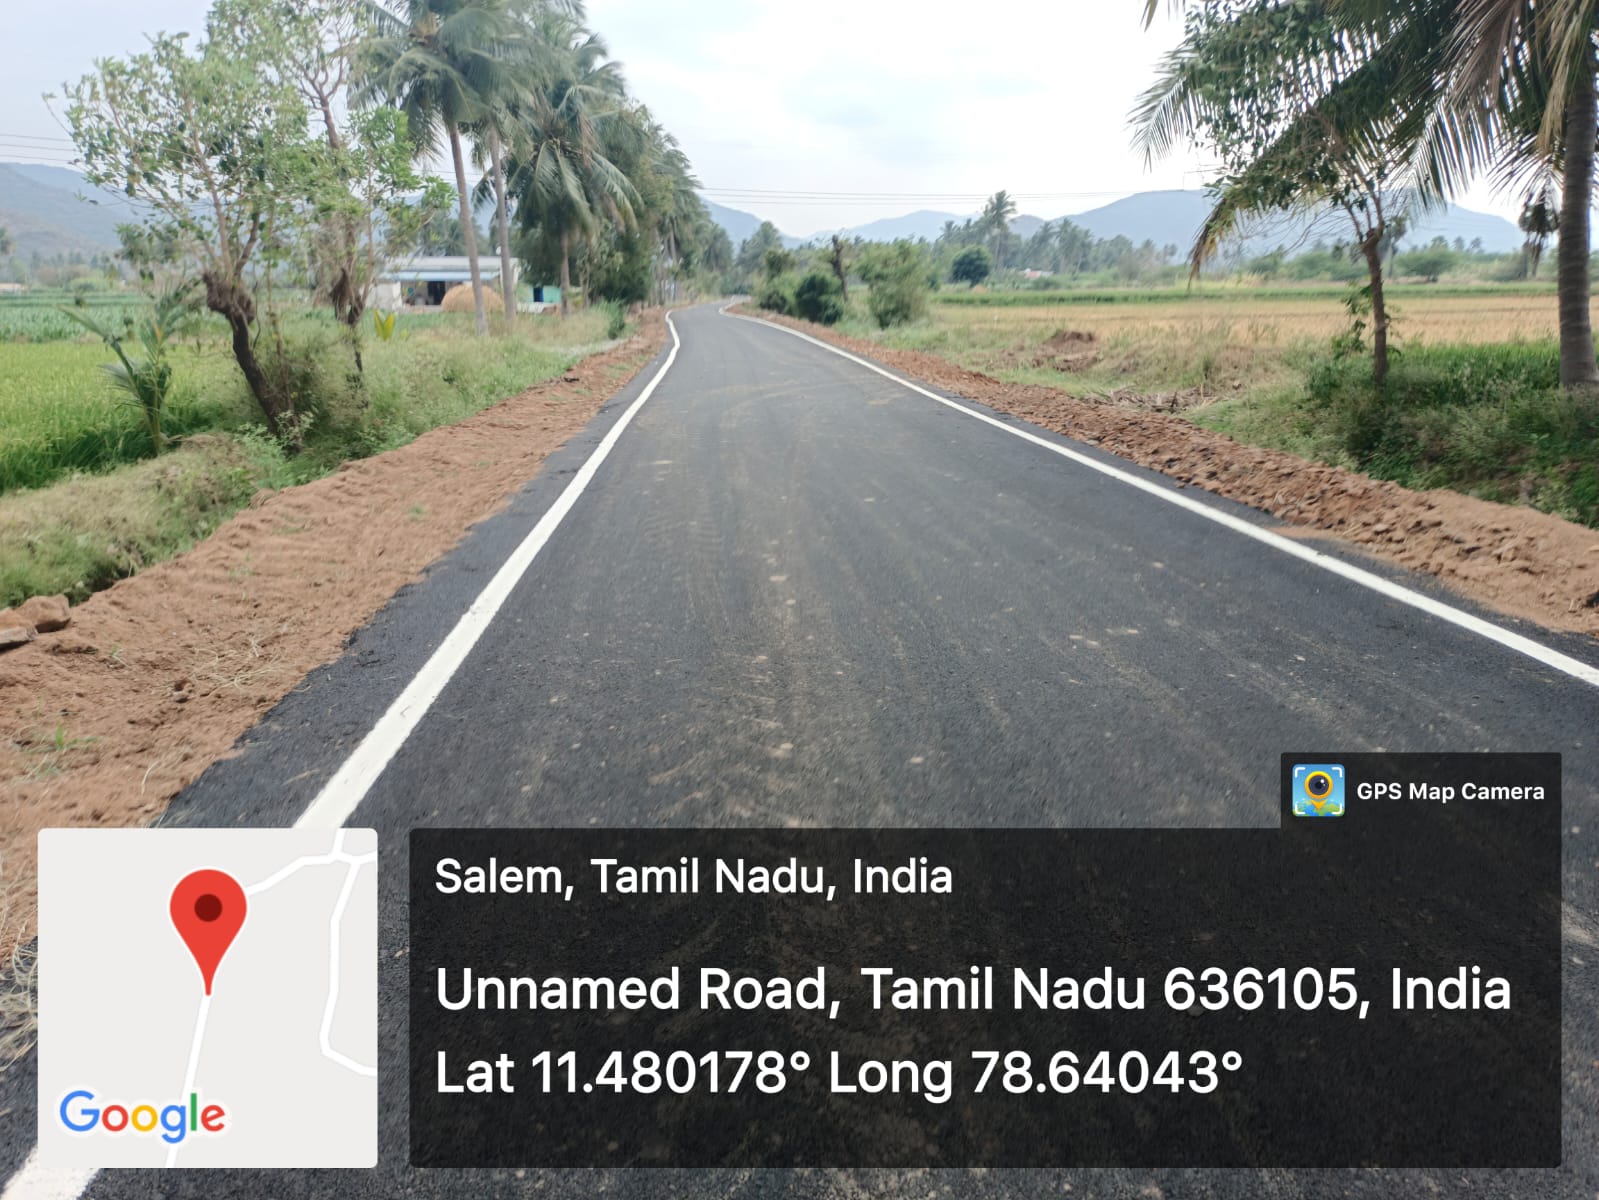 GPS Map Camera
Salem, Tamil Nadu, India
Unnamed Road, Tamil Nadu 636105, India
Lat 11.480178° Long 78.64043°
Google